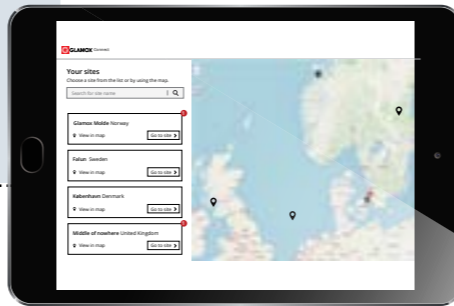 GLAMOX Connect
Your sites
Choose a site from the list or by using the map.
Search for site name
Glamox Molde Norway
View in map
Go to site
Falun Sweden
View in map
Go to site
København Denmark
View in map
Go to site
Middle of nowhere United Kingdom
View in map
Go to site